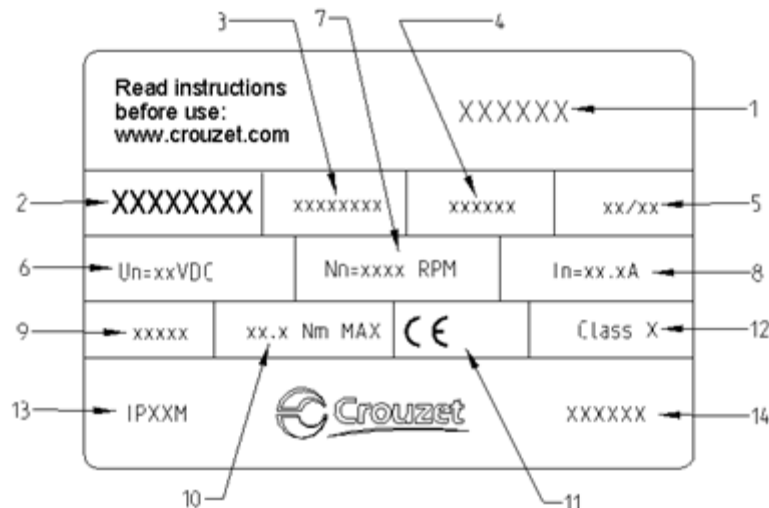 3
7
4
Read instructions
before use:
www.crouzet.com
XXXXXX
1
2
XXXXXXXX
xxxxxxxx
xxxxxx
xx/xx
5
6
Un=xxVDC
Nn=xxxx RPM
In=xx.xA
8
9
xxxxx
xx.x Nm MAX
CE
Class X
12
13
IPXXM
Crouzet
XXXXXX
14
10
11